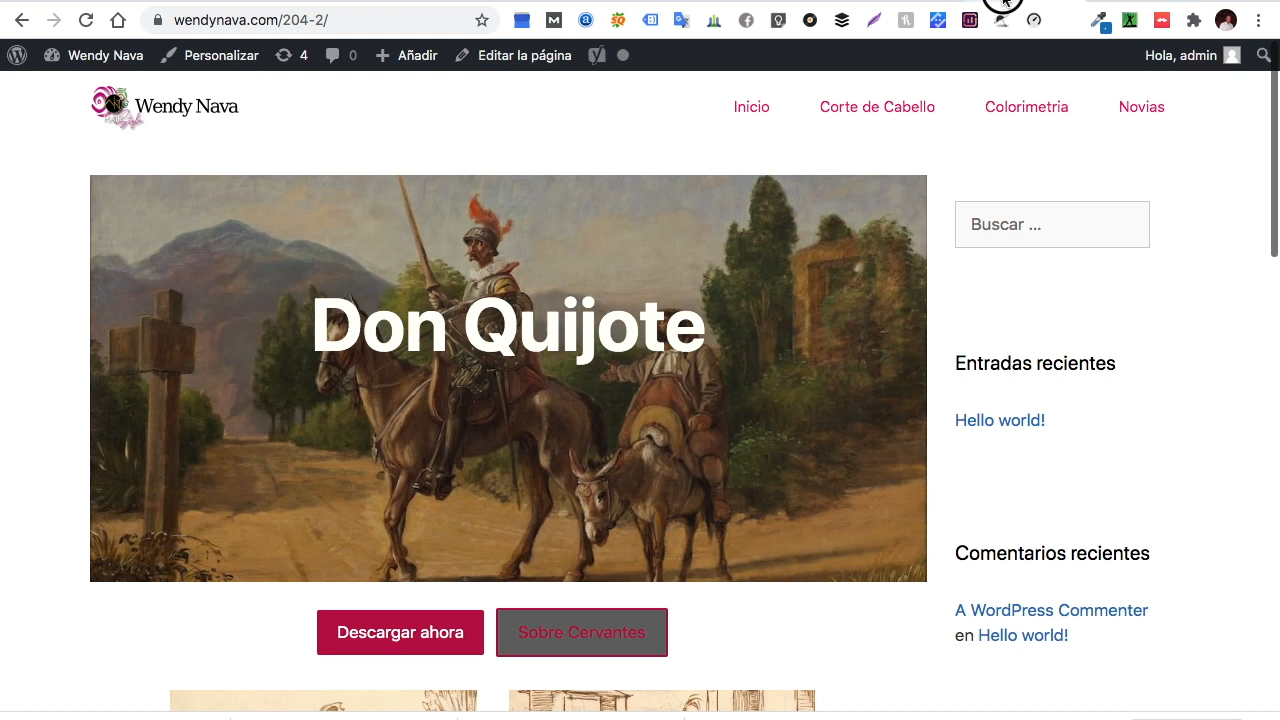 wendynava.com/204-2/
Wendy Nava Personalizar 4 0 Añadir Editar la página Hola, admin
Wendy Nava Inicio Corte de Cabello Colorimetria Novias
Buscar ...
Don Quijote
Entradas recientes
Hello world!
Comentarios recientes
A WordPress Commenter
en Hello world!
Descargar ahora Sobre Cervantes